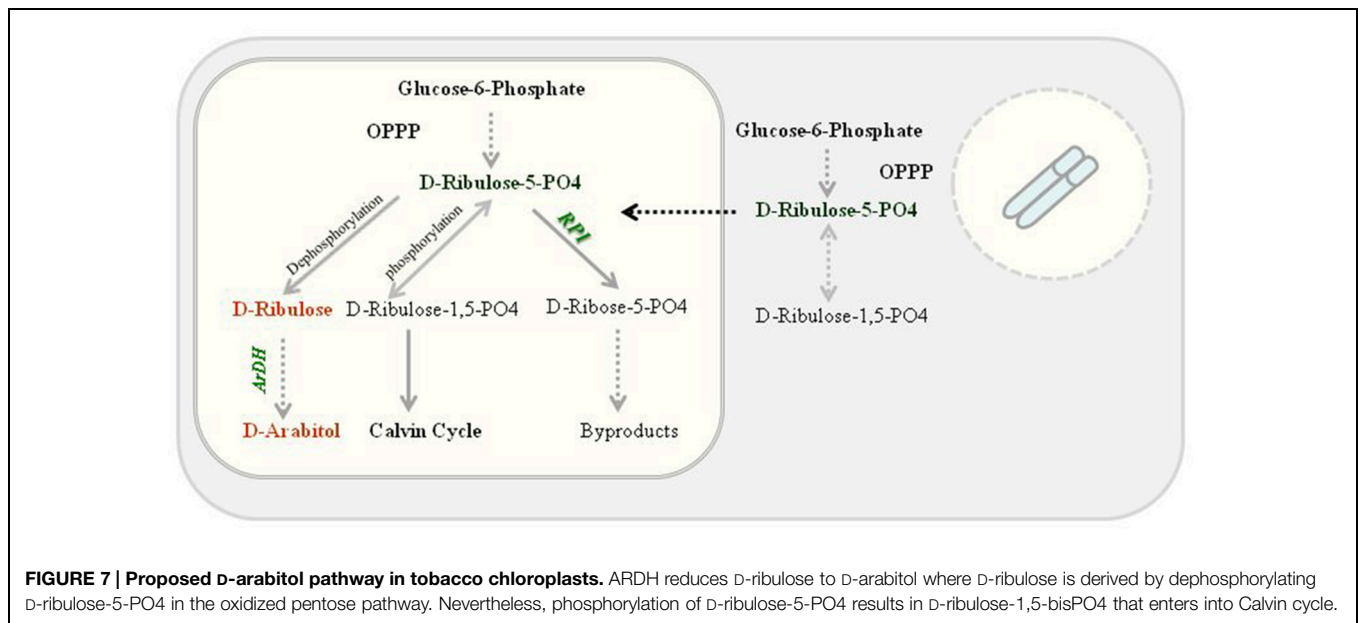 Glucose-6-Phosphate
OPPP
D-Ribulose-5-PO4
Dephosphorylation
phosphorylation
RPI
D-Ribulose
D-Ribulose-1,5-PO4
D-Ribose-5-PO4
ArDH
D-Arabitol
Calvin Cycle
Byproducts
Glucose-6-Phosphate
OPPP
D-Ribulose-5-PO4
D-Ribulose-1,5-PO4
FIGURE 7 | Proposed D-arabitol pathway in tobacco chloroplasts. ARDH reduces D-ribulose to D-arabitol where D-ribulose is derived by dephosphorylating
D-ribulose-5-PO4 in the oxidized pentose pathway. Nevertheless, phosphorylation of D-ribulose-5-PO4 results in D-ribulose-1,5-bisPO4 that enters into Calvin cycle.